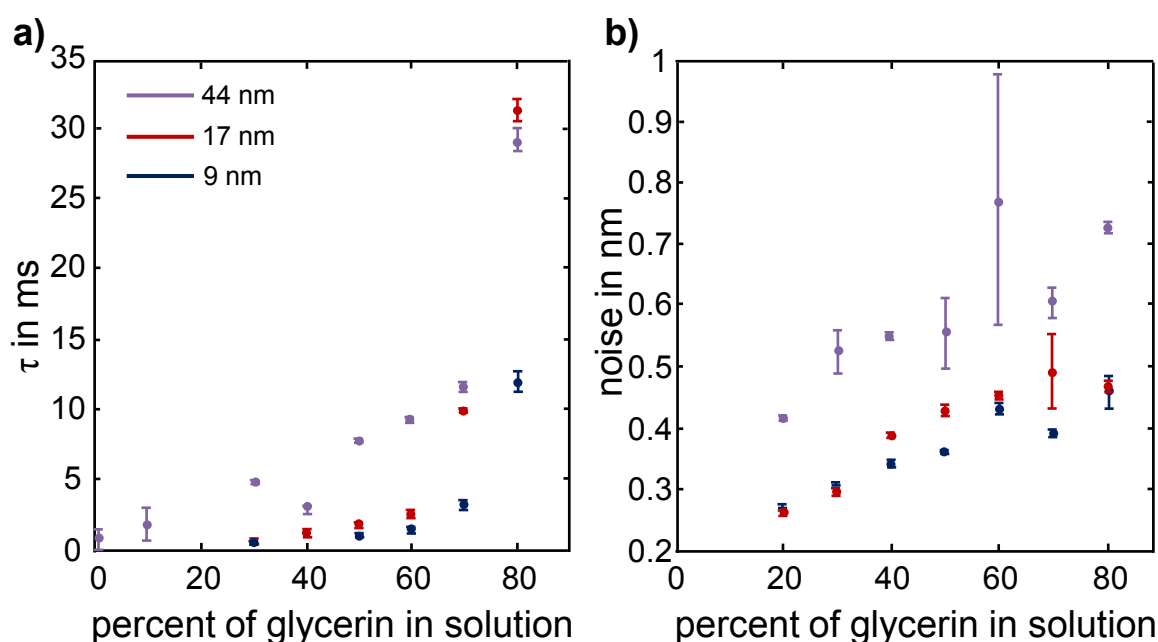 a)
35
30
25
20
15
10
5
0
44 nm
17 nm
9 nm
τ in ms
0 20 40 60 80
percent of glycerin in solution
b)
1
0.9
0.8
0.7
0.6
0.5
0.4
0.3
0.2
noise in nm
0 20 40 60 80
percent of glycerin in solution